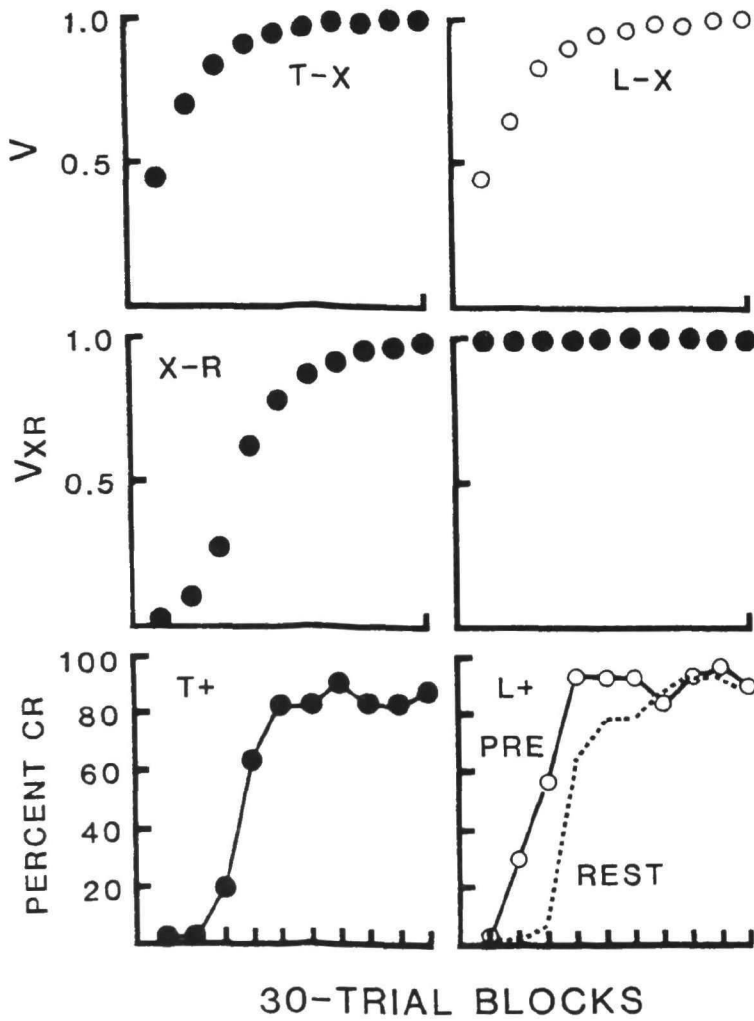 1.0
0.5
V
T-X
L-X
1.0
0.5
VXR
X-R
100
80
60
40
20
PERCENT CR
T+
L+
PRE
REST
30-TRIAL BLOCKS